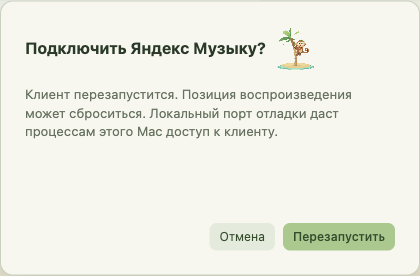 Подключить Яндекс Музыку?
Клиент перезапустится. Позиция воспроизведения
может сброситься. Локальный порт отладки даст
процессам этого Mac доступ к клиенту.
Отмена
Перезапустить